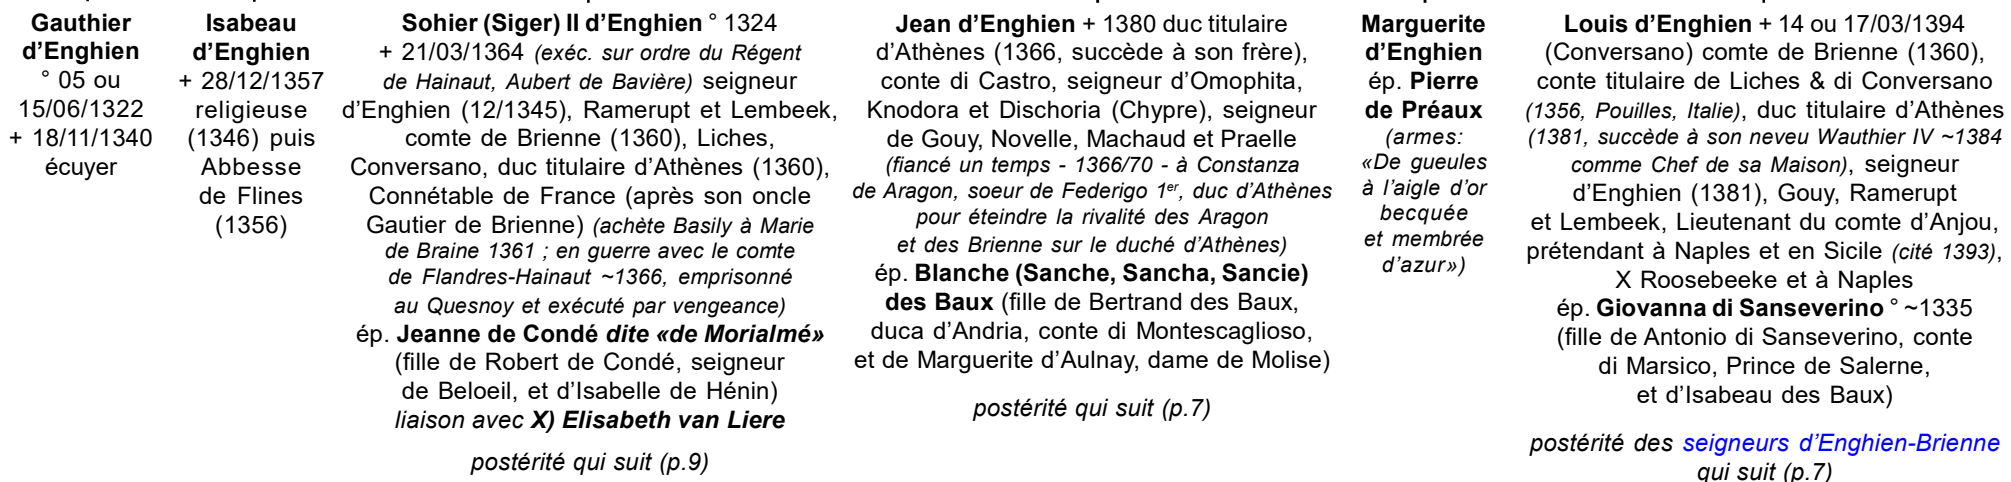 Gauthier
d’Enghien
° 05 ou
15/06/1322
+ 18/11/1340
écuyer
Isabeau
d’Enghien
+ 28/12/1357
religieuse
(1346) puis
Abbesse
de Flines
(1356)
Sohier (Siger) II d’Enghien ° 1324
+ 21/03/1364 (exéc. sur ordre du Régent
de Hainaut, Aubert de Bavière) seigneur
d’Enghien (12/1345), Ramerupt et Lembeek,
comte de Brienne (1360), Liches,
Conversano, duc titulaire d’Athènes (1360),
Connétable de France (après son oncle
Gautier de Brienne) (achète Basily à Marie
de Braine 1361 ; en guerre avec le comte
de Flandres-Hainaut ~1366, emprisonné
au Quesnoy et exécuté par vengeance)
ép. Jeanne de Condé dite «de Morialmé»
(fille de Robert de Condé, seigneur
de Beloeil, et d’Isabelle de Hénin)
liaison avec X) Elisabeth van Liere
postérité qui suit (p.9)
Jean d’Enghien + 1380 duc titulaire
d’Athènes (1366, succède à son frère),
conte di Castro, seigneur d’Omophita,
Knodora et Dischoria (Chypre), seigneur
de Gouy, Novelle, Machaud et Praelle
(fiancé un temps - 1366/70 - à Constanza
de Aragon, soeur de Federigo 1er, duc d’Athènes
pour éteindre la rivalité des Aragon
et des Brienne sur le duché d’Athènes)
ép. Blanche (Sanche, Sancha, Sancie)
des Baux (fille de Bertrand des Baux,
duca d’Andria, conte di Montescaglioso,
et de Marguerite d’Aulnay, dame de Molise)
postérité qui suit (p.7)
Marguerite
d’Enghien
ép. Pierre
de Préaux
(armes:
«De gueules
à l’aigle d’or
becquée
et membrée
d’azur»)
Louis d’Enghien + 14 ou 17/03/1394
(Conversano) comte de Brienne (1360),
conte titulaire de Liches & di Conversano
(1356, Pouilles, Italie), duc titulaire d’Athènes
(1381, succède à son neveu Wauthier IV ~1384
comme Chef de sa Maison), seigneur
d’Enghien (1381), Gouy, Ramerupt
et Lembeek, Lieutenant du comte d’Anjou,
prétendant à Naples et en Sicile (cité 1393),
X Roosebeeke et à Naples
ép. Giovanna di Sanseverino ° ~1335
(fille de Antonio di Sanseverino, conte
di Marsico, Prince de Salerne,
et d’Isabeau des Baux)
postérité des seigneurs d’Enghien-Brienne
qui suit (p.7)